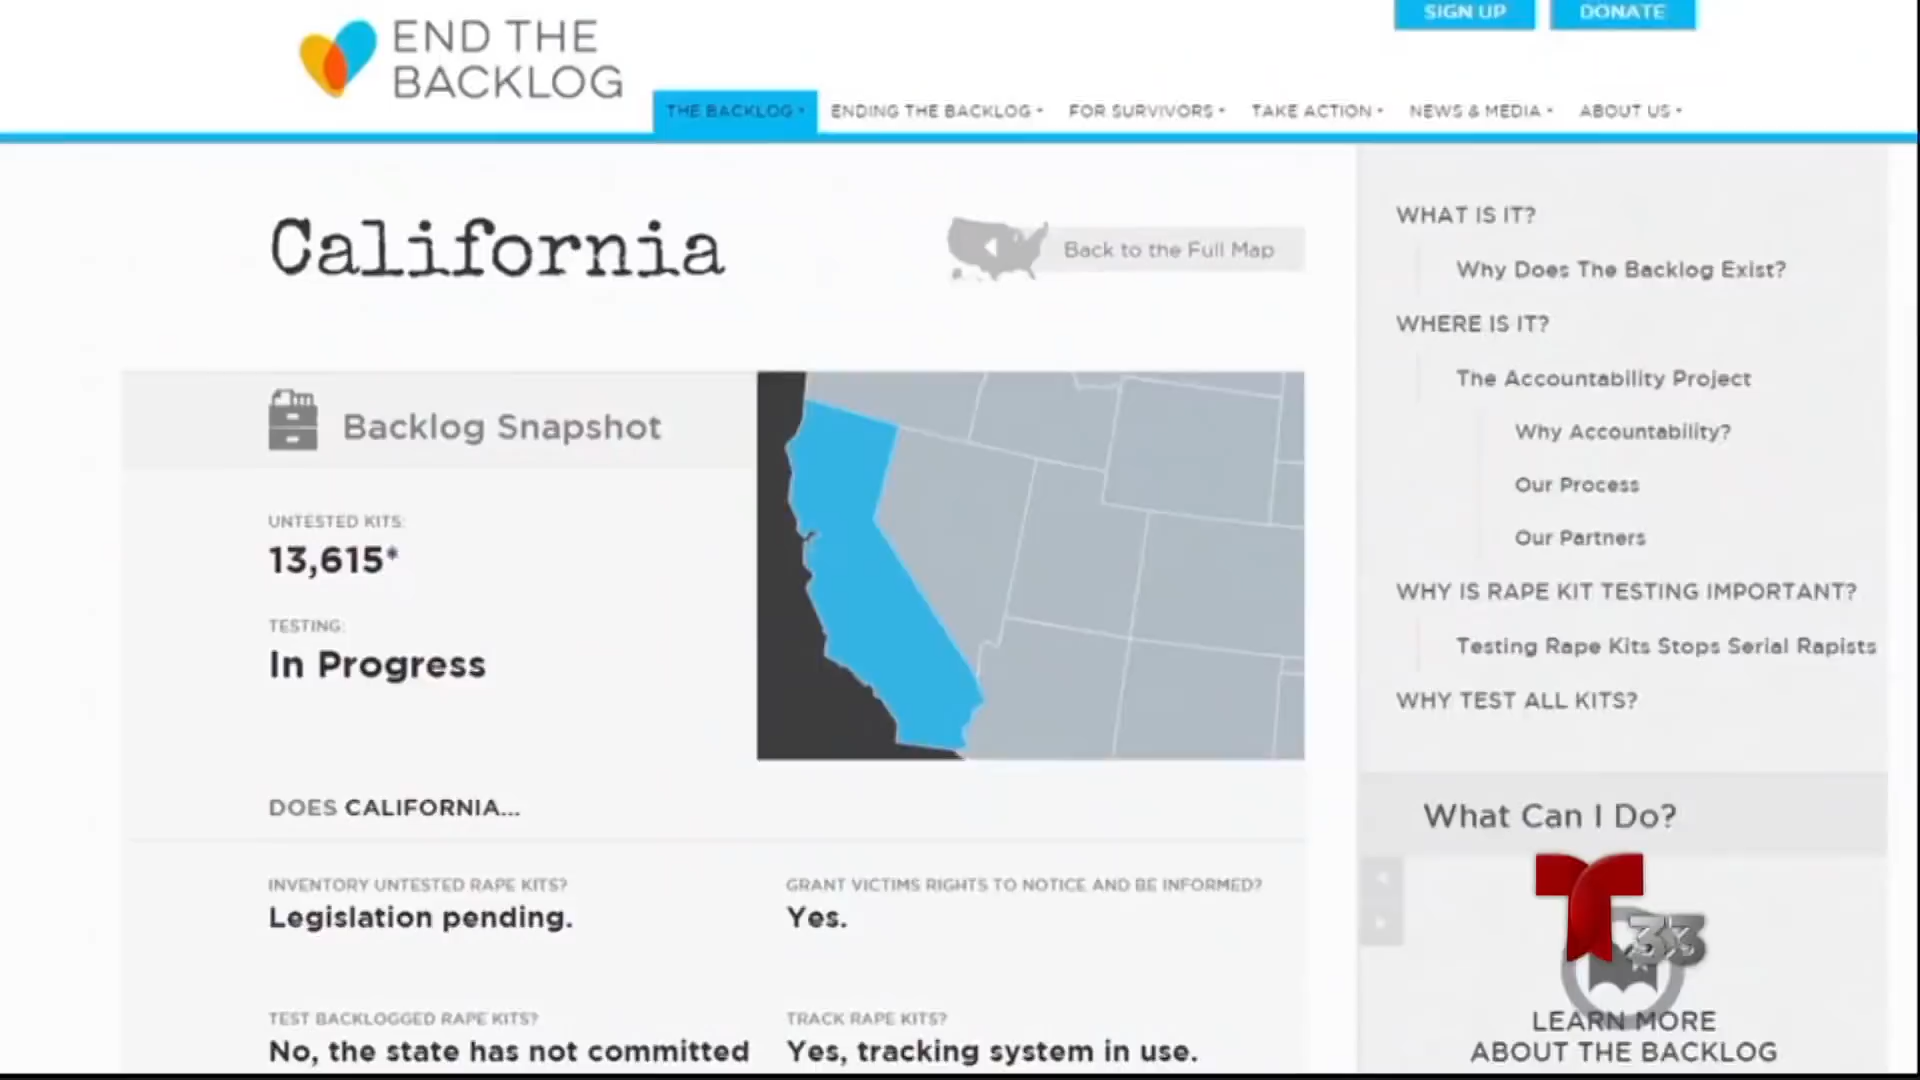 SIGN UP
DONATE
END THE
BACKLOG
THE BACKLOG
ENDING THE BACKLOG
FOR SURVIVORS
TAKE ACTION
NEWS & MEDIA
ABOUT US
California
Back to the Full Map
Backlog Snapshot
UNTESTED KITS:
13,615*
TESTING:
In Progress
DOES CALIFORNIA...
INVENTORY UNTESTED RAPE KITS?
Legislation pending.
GRANT VICTIMS RIGHTS TO NOTICE AND BE INFORMED?
Yes.
TEST BACKLOGGED RAPE KITS?
No, the state has not committed
TRACK RAPE KITS?
Yes, tracking system in use.
WHAT IS IT?
Why Does The Backlog Exist?
WHERE IS IT?
The Accountability Project
Why Accountability?
Our Process
Our Partners
WHY IS RAPE KIT TESTING IMPORTANT?
Testing Rape Kits Stops Serial Rapists
WHY TEST ALL KITS?
What Can I Do?
T
33
LEARN MORE
ABOUT THE BACKLOG